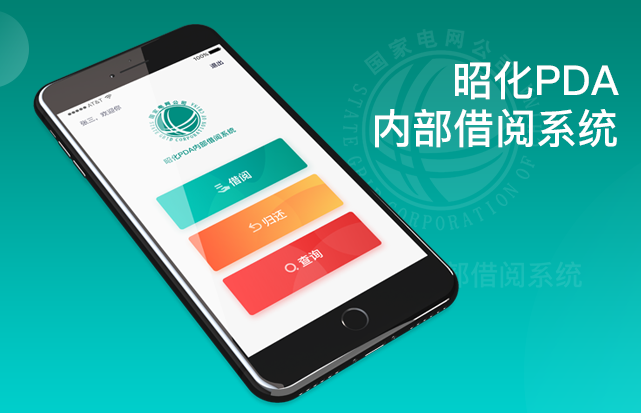 昭化PDA
内部借阅系统
国家电网公司
STATE GRID CORPORATION OF
部借阅系统
●●●●● AT&T
100%
张三，欢迎你
退出
国家电网公司
STATE GRID CORPORATION OF CHINA
昭化PDA内部借阅系统
借阅
归还
查询